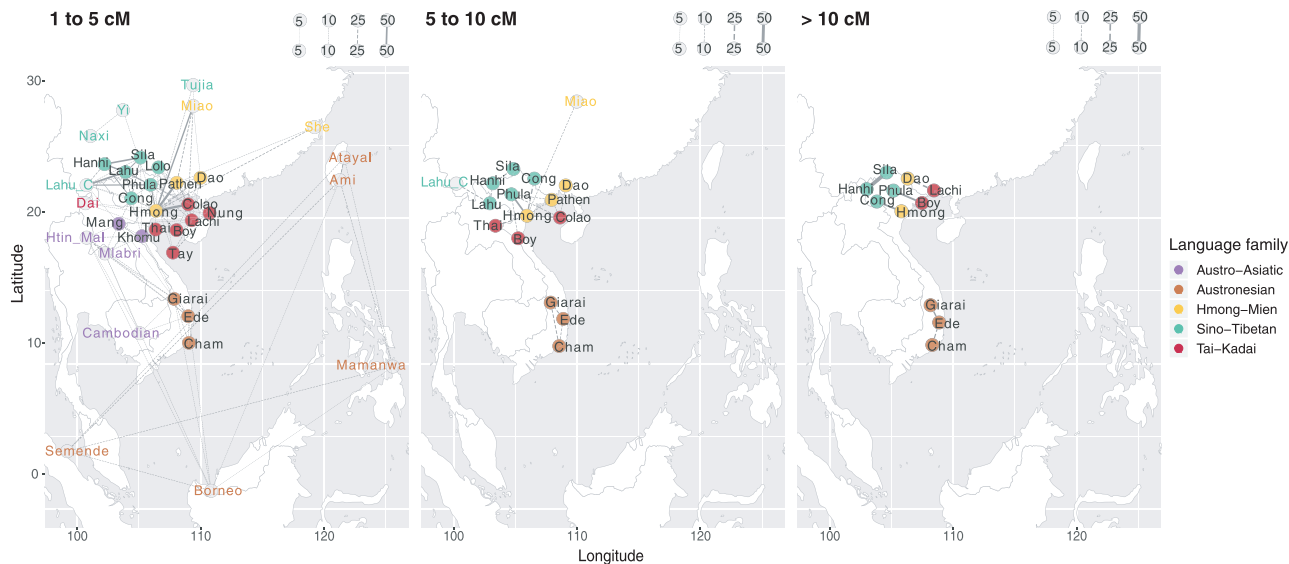 1 to 5 cM
5 10 25 50
5 10 25 50
5 to 10 cM
5 10 25 50
5 10 25 50
> 10 cM
5 10 25 50
5 10 25 50
Latitude
30
20
10
0
Tujia
Miao
Yi
She
Naxi
Atayal
Sila
Hanhi
Lolo
Lahu
Ami
Dao
Lahu_C
Phula
Pathen
Cong
Dai
Colao
Hmong
Nung
Mang
Lachi
Thai
Boy
Htin_Mal
Khomu
Mlabri
Tay
Giarai
Ede
Cambodian
Cham
Mamanwa
Semende
Borneo
100
110
120
Miao
Sila
Cong
Lahu_C
Hanhi
Dao
Phula
Pathen
Lahu
Hmong
Colao
Thai
Boy
Giarai
Ede
Cham
100
110
120
Longitude
Sila
Dao
Hanhi
Phula
Lachi
Cong
Boy
Hmong
Giarai
Ede
Cham
100
110
120
Language family
Austro−Asiatic
Austronesian
Hmong−Mien
Sino−Tibetan
Tai−Kadai